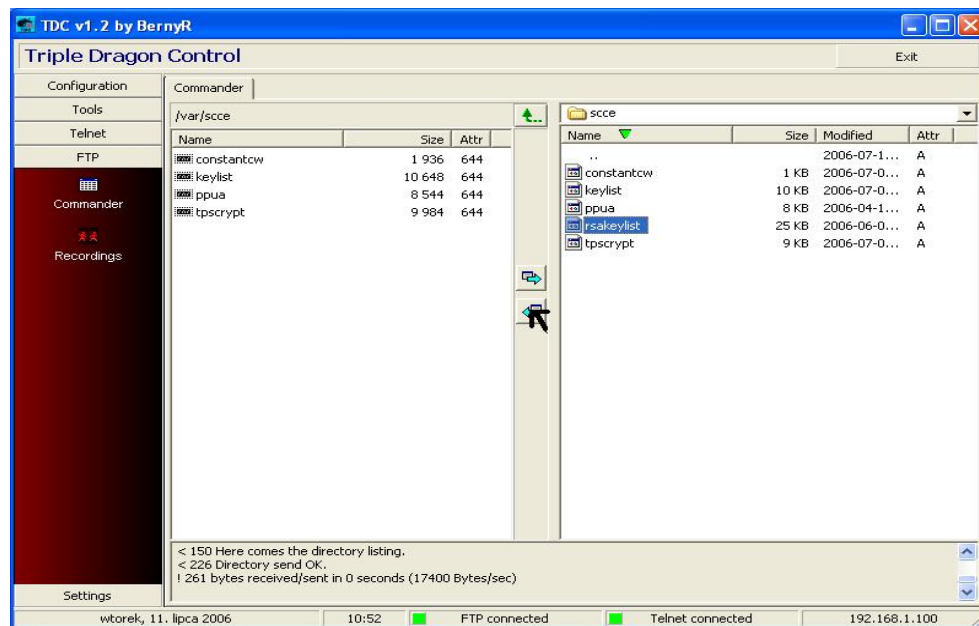 TDC v1.2 by BernyR
Triple Dragon Control
Exit
Configuration
Tools
Telnet
FTP
Commander
Recordings
Settings
Commander
/var/scce
Name Size Attr
constantcw 1 936 644
keylist 10 648 644
ppua 8 544 644
tpscrypt 9 984 644
scce
Name Size Modified Attr
.. 2006-07-1... A
constantcw 1 KB 2006-07-0... A
keylist 10 KB 2006-07-0... A
ppua 8 KB 2006-04-1... A
rsakeylist 25 KB 2006-06-0... A
tpscrypt 9 KB 2006-07-0... A
< 150 Here comes the directory listing.
< 226 Directory send OK.
! 261 bytes received/sent in 0 seconds (17400 Bytes/sec)
wtorek, 11. lipca 2006 10:52 FTP connected Telnet connected 192.168.1.100